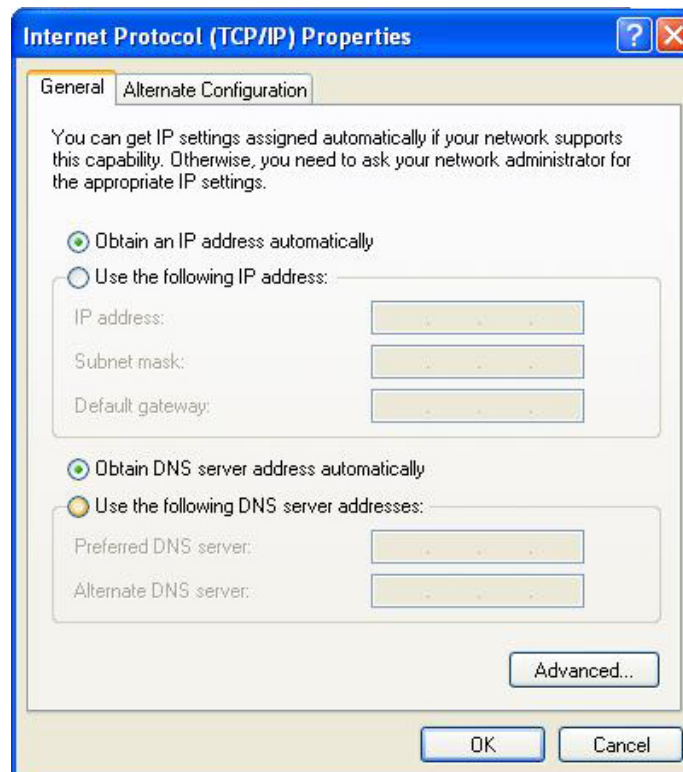 Internet Protocol (TCP/IP) Properties
General
Alternate Configuration
You can get IP settings assigned automatically if your network supports
this capability. Otherwise, you need to ask your network administrator for
the appropriate IP settings.
Obtain an IP address automatically
Use the following IP address:
IP address:
Subnet mask:
Default gateway:
Obtain DNS server address automatically
Use the following DNS server addresses:
Preferred DNS server:
Alternate DNS server:
Advanced...
OK
Cancel